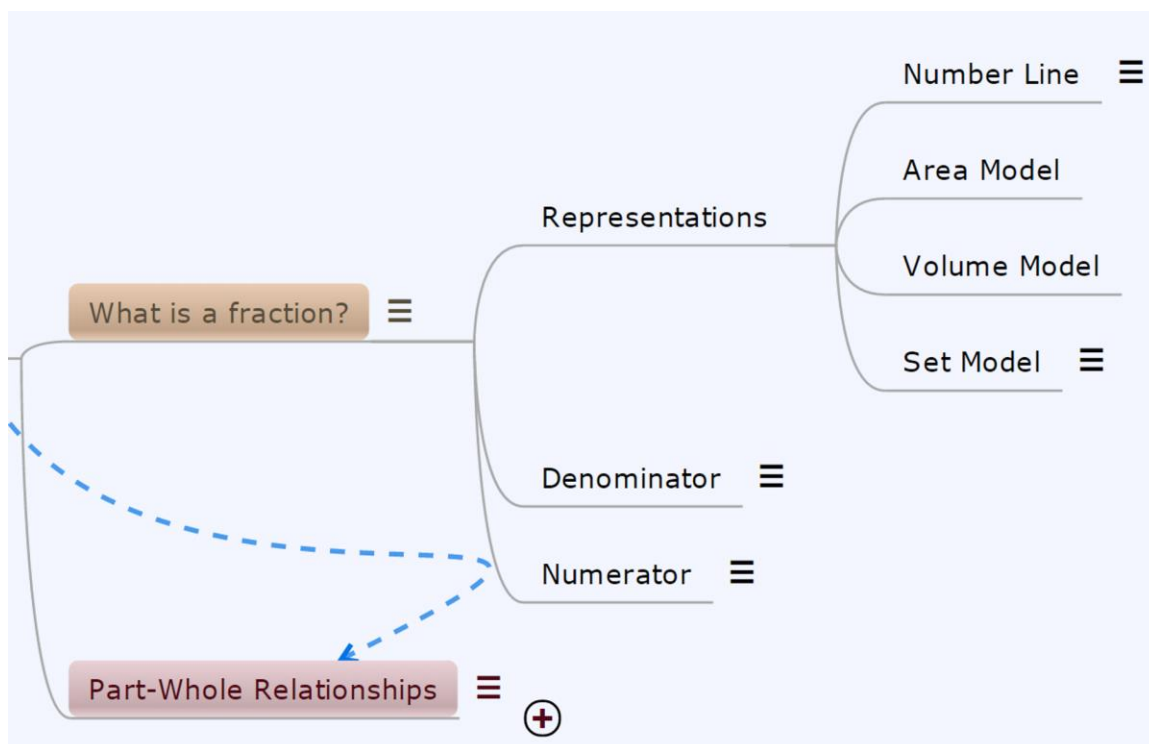 Number Line
Area Model
Representations
Volume Model
What is a fraction?
Set Model
Denominator
Numerator
Part-Whole Relationships